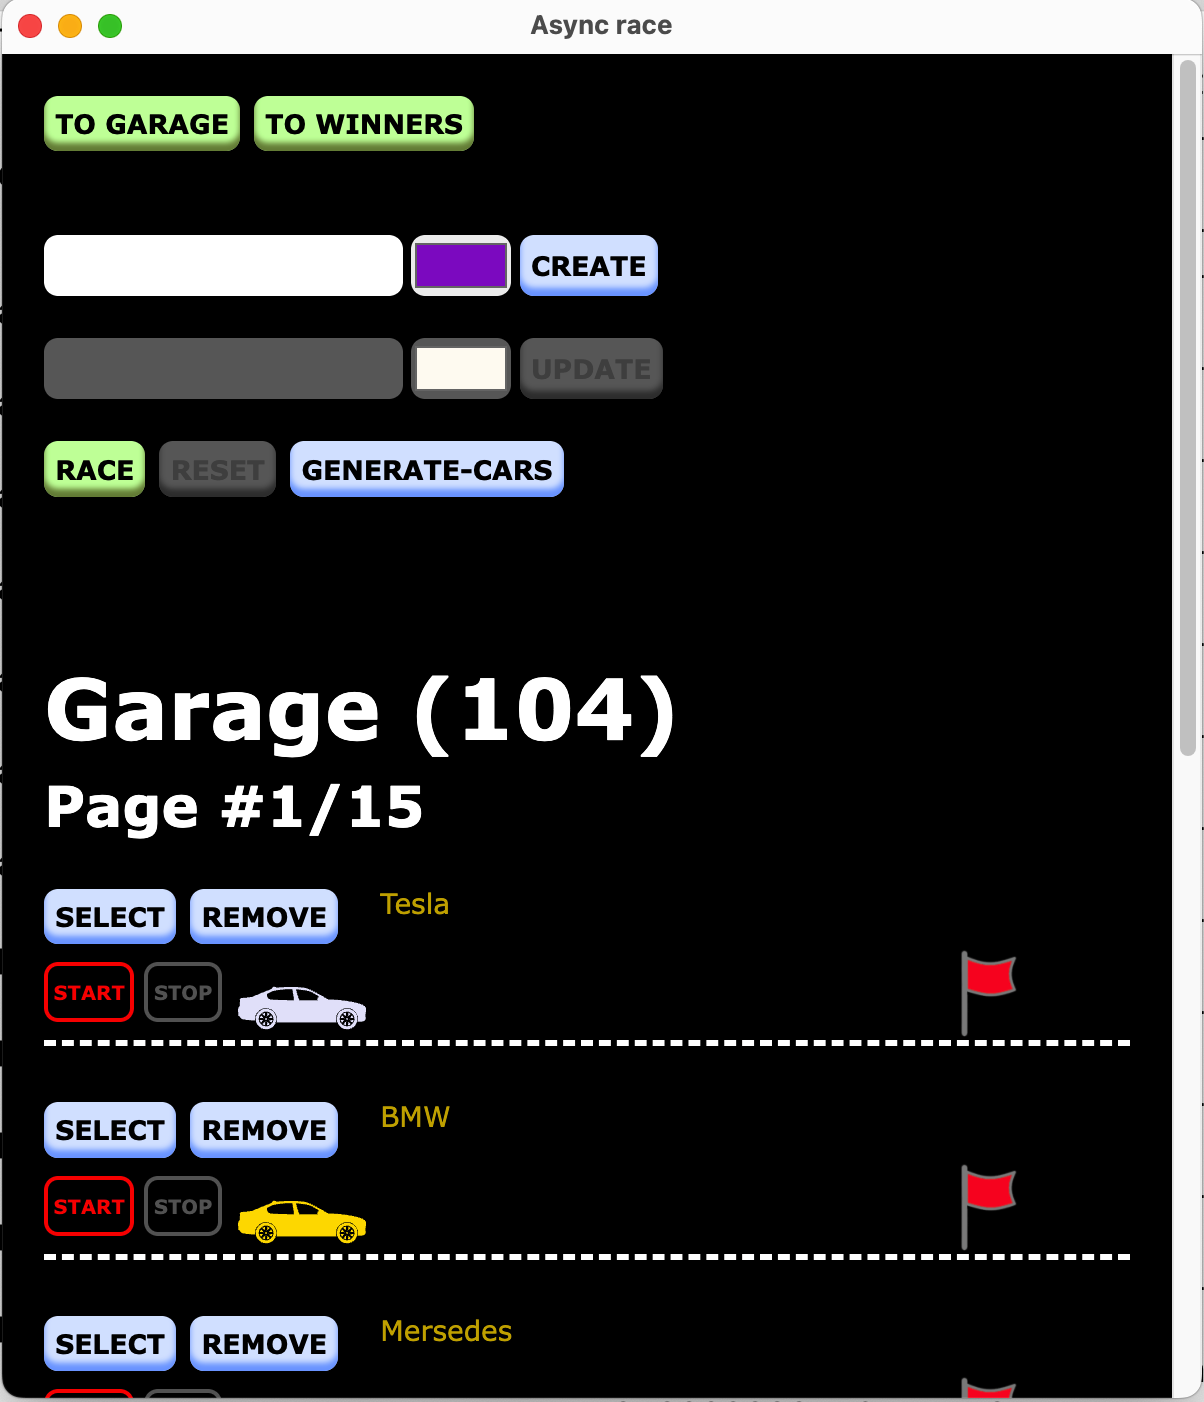 Async race
TO GARAGE TO WINNERS
CREATE
UPDATE
RACE RESET GENERATE-CARS
Garage (104)
Page #1/15
SELECT REMOVE Tesla
START STOP
SELECT REMOVE BMW
START STOP
SELECT REMOVE Mersedes